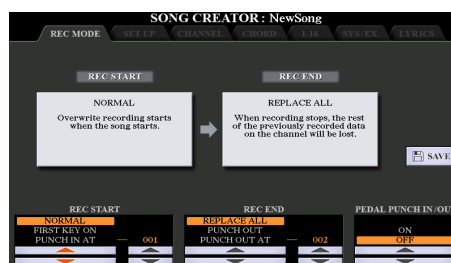 SONG CREATOR : NewSong
REC MODE SET UP CHANNEL CHORD 1-16 SYS/EX. LYRICS
REC START REC END
NORMAL
Overwrite recording starts
when the song starts.
REPLACE ALL
When recording stops, the rest
of the previously recorded data
on the channel will be lost.
SAVE
REC START REC END PEDAL PUNCH IN/OU
NORMAL
FIRST KEY ON
PUNCH IN AT — 001
REPLACE ALL
PUNCH OUT
PUNCH OUT AT — 002
ON
OFF